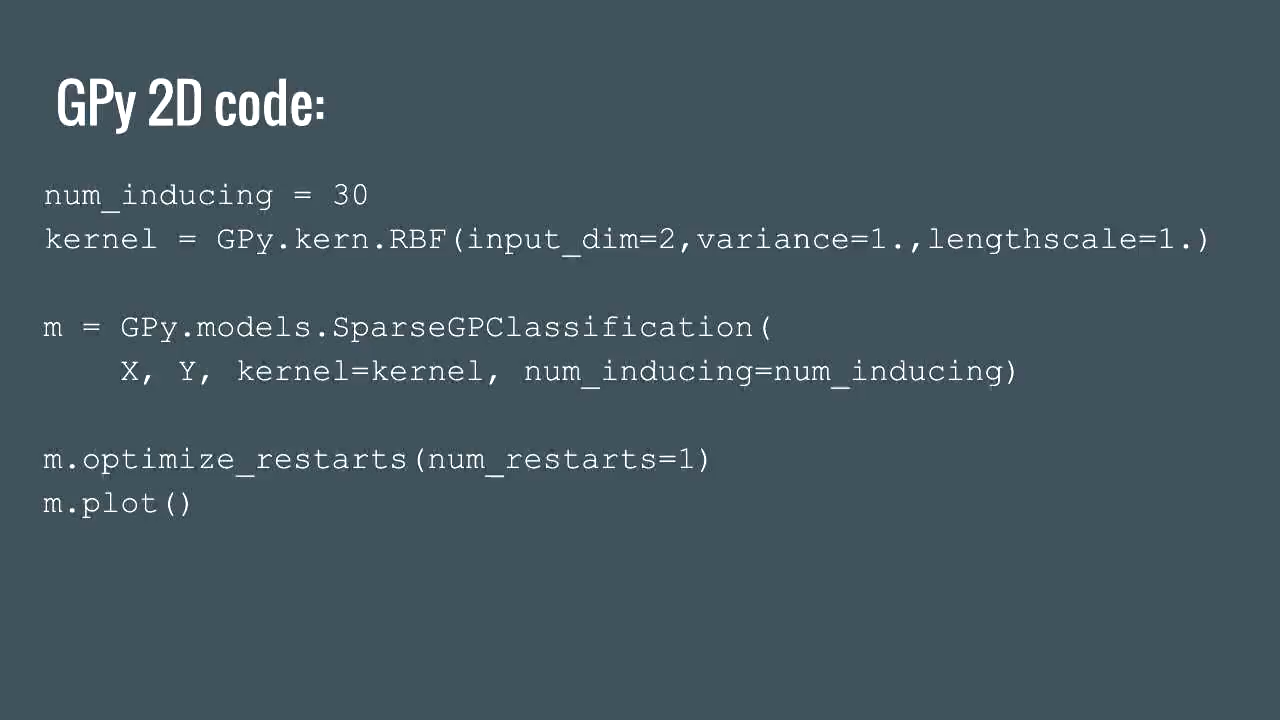 GPy 2D code:
num_inducing = 30
kernel = GPy.kern.RBF(input_dim=2,variance=1.,lengthscale=1.)
m = GPy.models.SparseGPClassification(
    X, Y, kernel=kernel, num_inducing=num_inducing)
m.optimize_restarts(num_restarts=1)
m.plot()